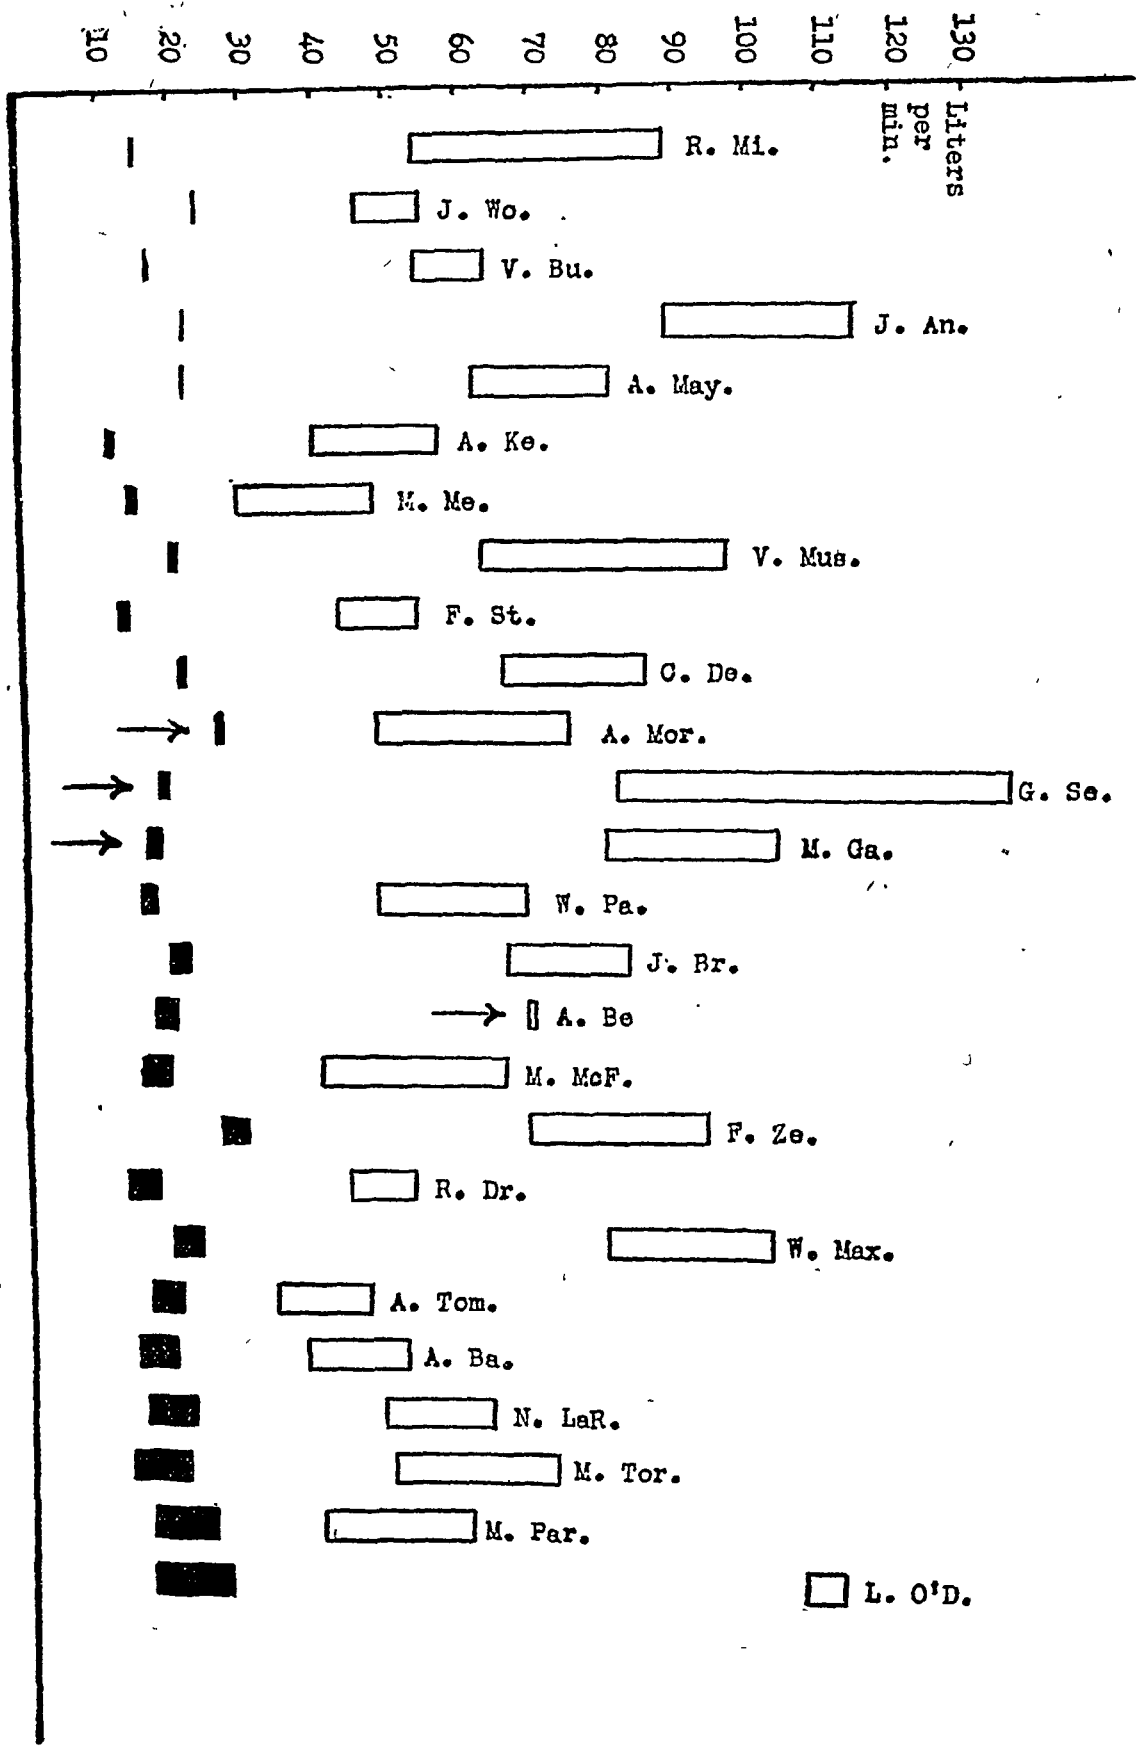 10
20
30
40
50
60
70
80
90
100
110
120
130
Liters
per
min.
R. Mi.
J. Wo.
V. Bu.
J. An.
A. May.
A. Ke.
M. Me.
V. Mus.
F. St.
C. De.
A. Mor.
G. Se.
M. Ga.
W. Pa.
J. Br.
A. Be
M. McF.
F. Ze.
R. Dr.
W. Max.
A. Tom.
A. Ba.
N. LaR.
M. Tor.
M. Par.
L. O'D.